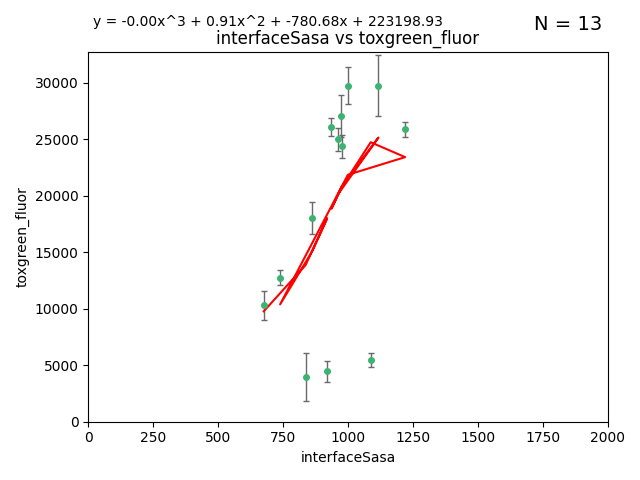 y = -0.00x^3 + 0.91x^2 + -780.68x + 223198.93
N = 13
interfaceSasa vs toxgreen_fluor
30000
25000
20000
15000
10000
5000
0
toxgreen_fluor
0 250 500 750 1000 1250 1500 1750 2000
interfaceSasa